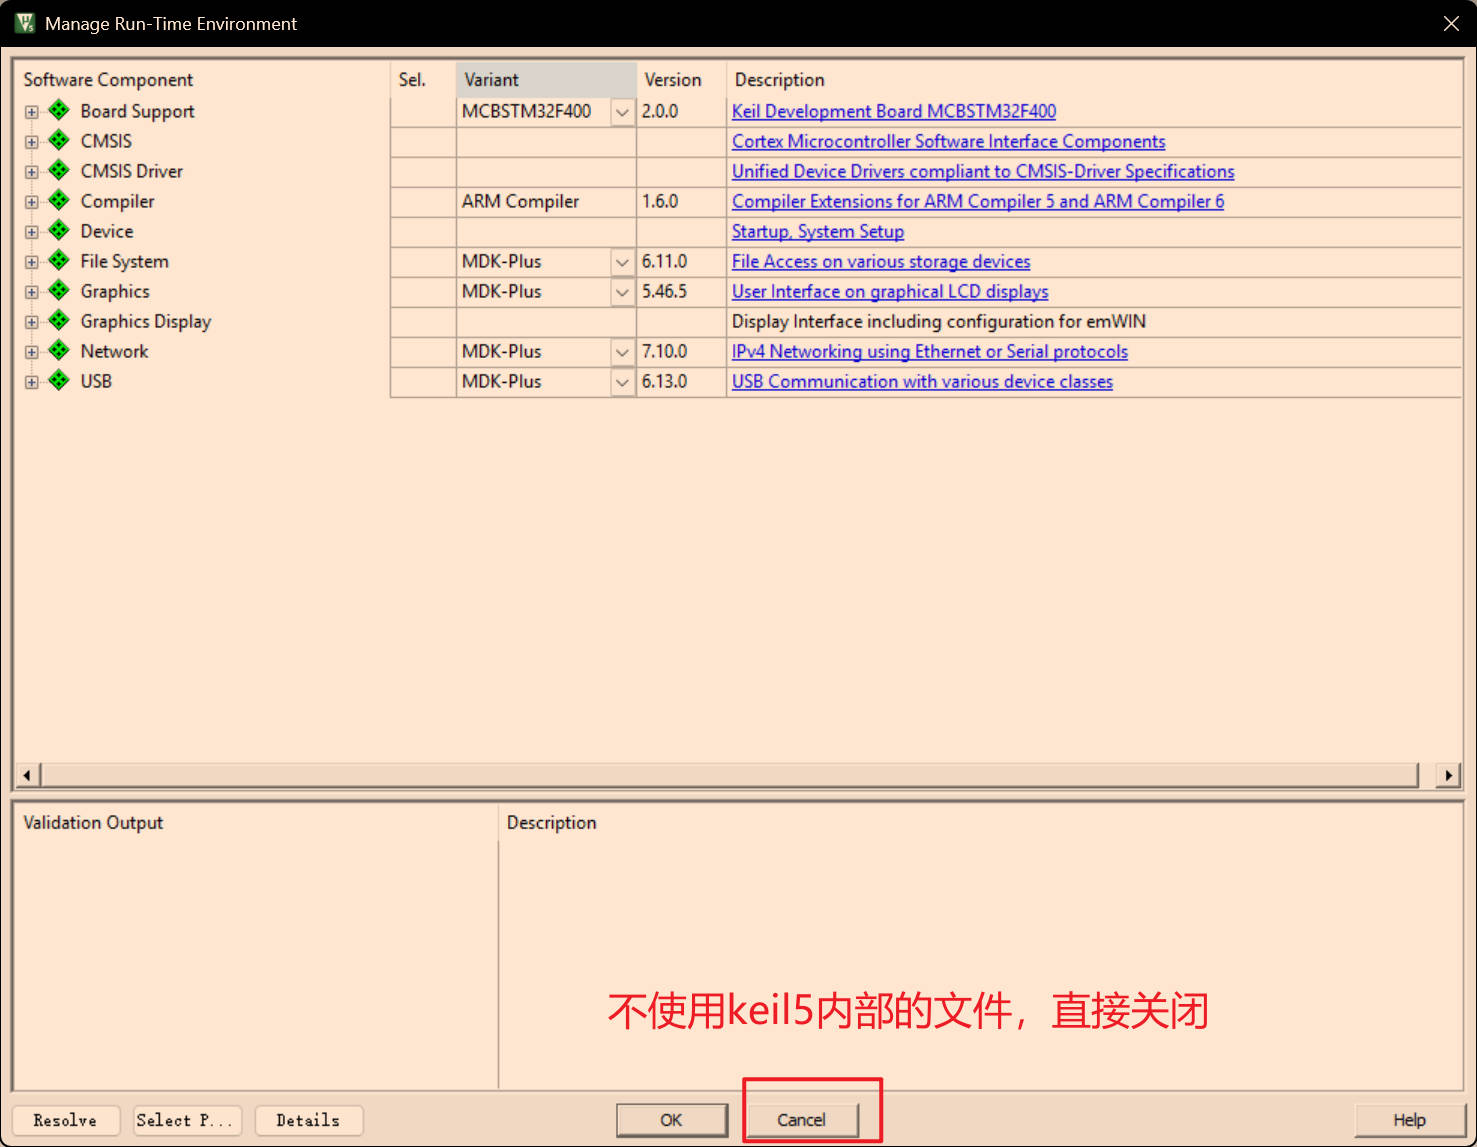 Manage Run-Time Environment
Software Component Sel. Variant Version Description
Board Support MCBSTM32F400 2.0.0 Keil Development Board MCBSTM32F400
CMSIS Cortex Microcontroller Software Interface Components
CMSIS Driver Unified Device Drivers compliant to CMSIS-Driver Specifications
Compiler ARM Compiler 1.6.0 Compiler Extensions for ARM Compiler 5 and ARM Compiler 6
Device Startup, System Setup
File System MDK-Plus 6.11.0 File Access on various storage devices
Graphics MDK-Plus 5.46.5 User Interface on graphical LCD displays
Graphics Display Display Interface including configuration for emWIN
Network MDK-Plus 7.10.0 IPv4 Networking using Ethernet or Serial protocols
USB MDK-Plus 6.13.0 USB Communication with various device classes
Validation Output Description
不使用keil5内部的文件，直接关闭
Resolve Select P... Details OK Cancel Help